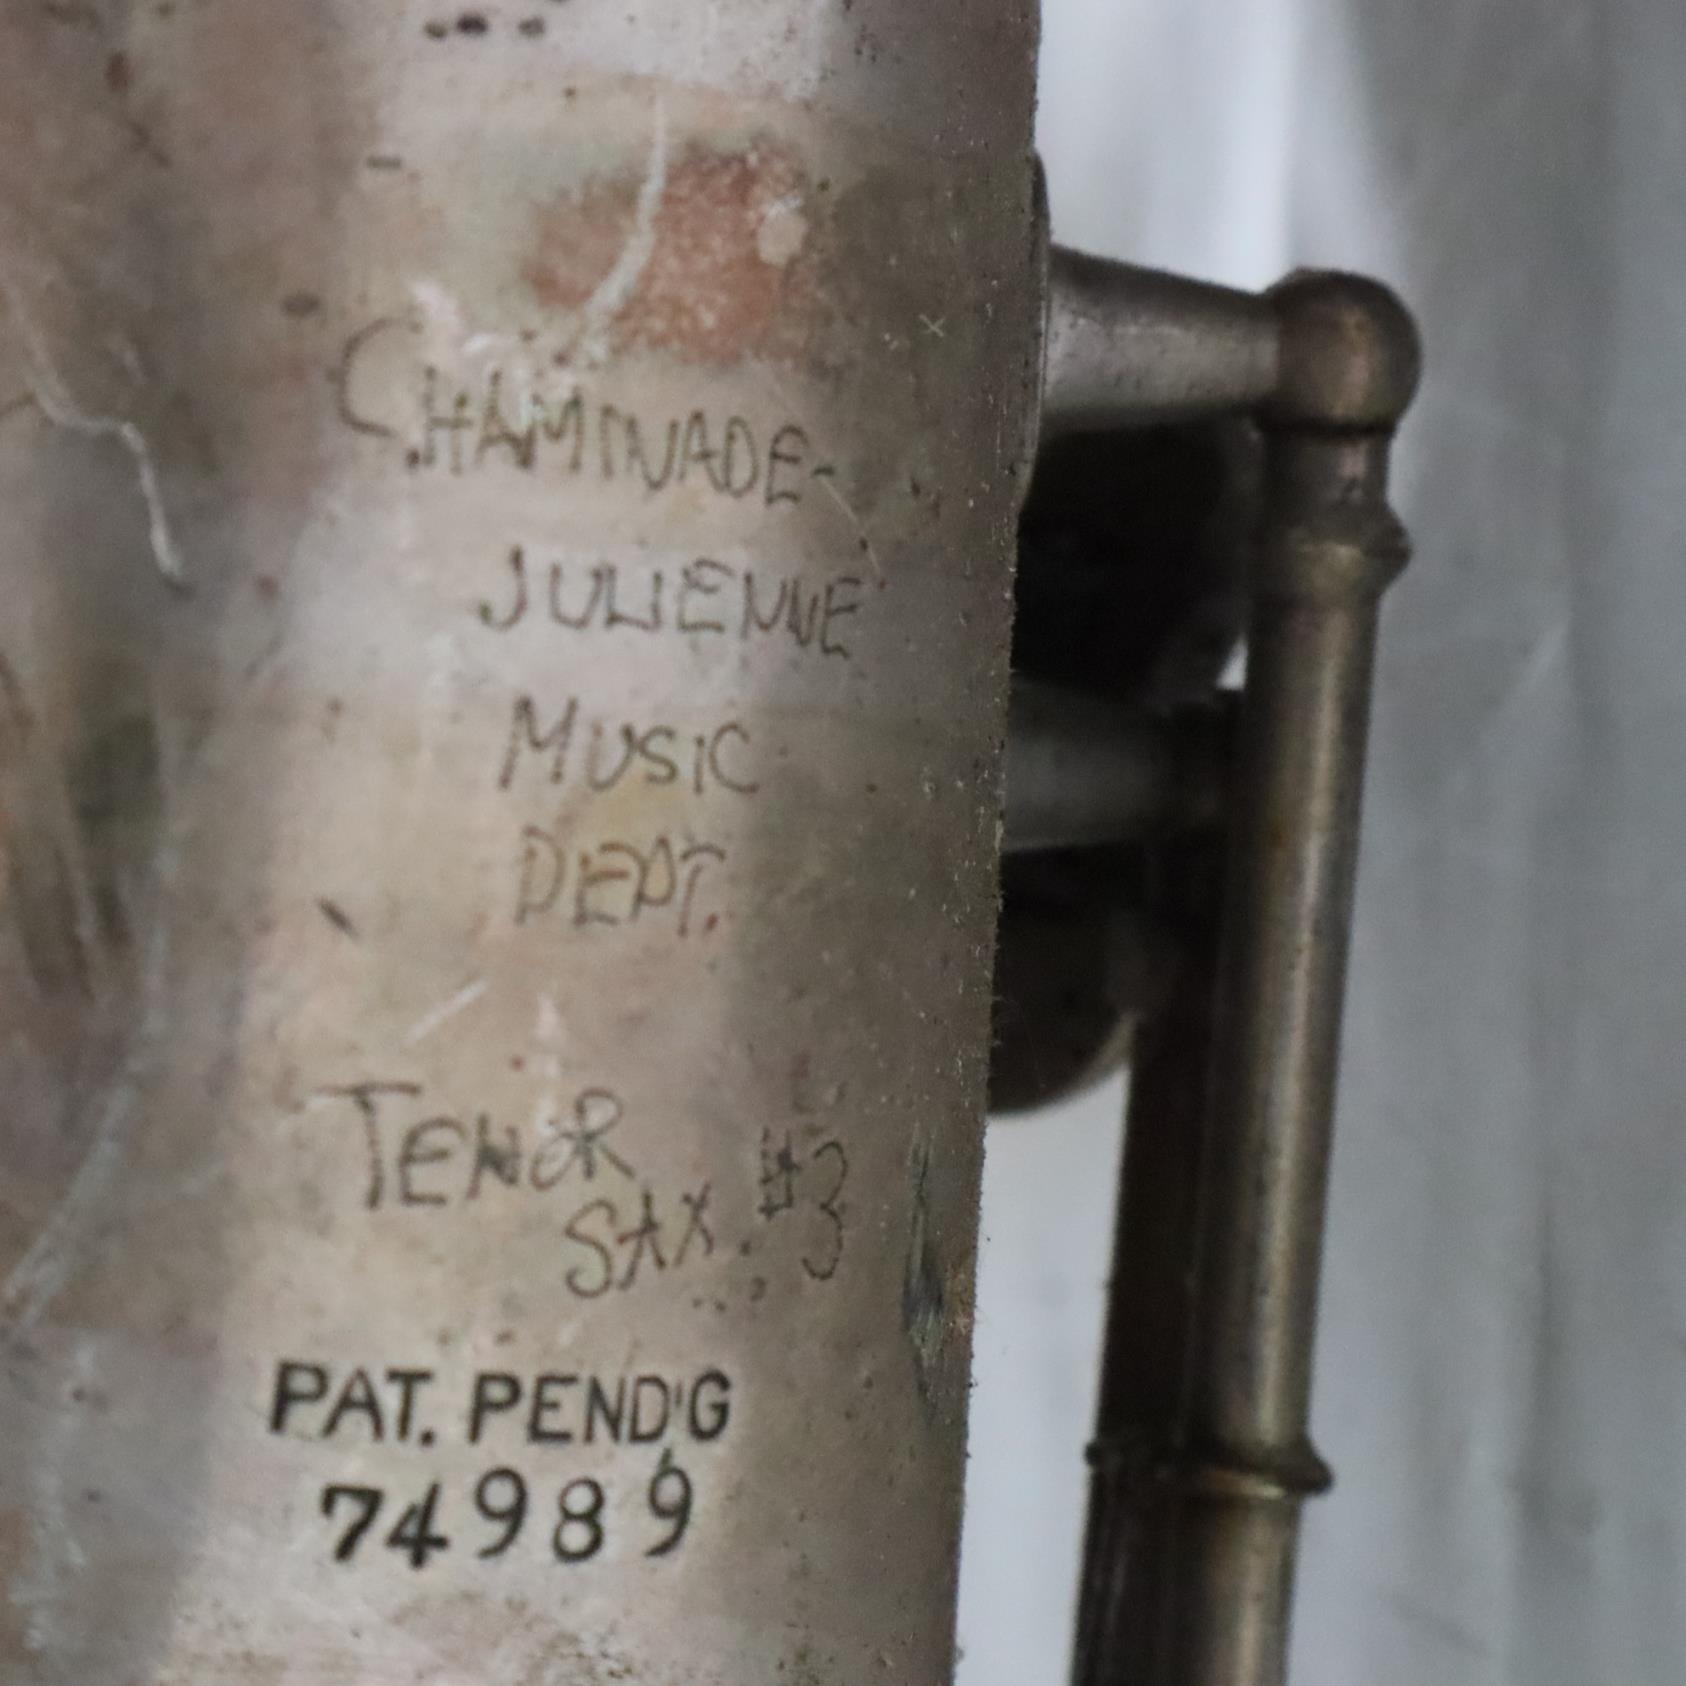 CHAMINADE-
JULIENNE
MUSIC
DEPT.
TENOR
SAX. #3
PAT. PEND'G
74989